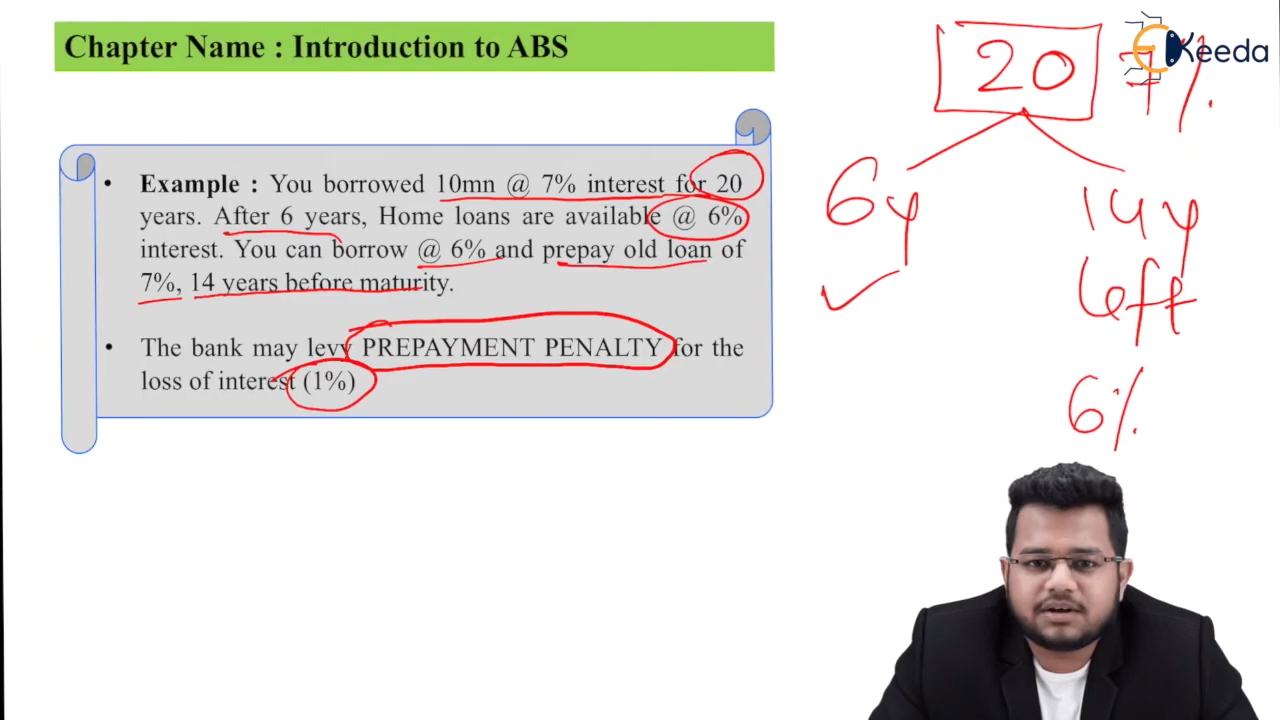 Chapter Name : Introduction to ABS
20 7%.
Keeda
• Example : You borrowed 10mn @ 7% interest for 20
years. After 6 years, Home loans are available @ 6%
interest. You can borrow @ 6% and prepay old loan of
7%, 14 years before maturity.
• The bank may levy PREPAYMENT PENALTY for the
loss of interest (1%)
6y
14y
left
6%.